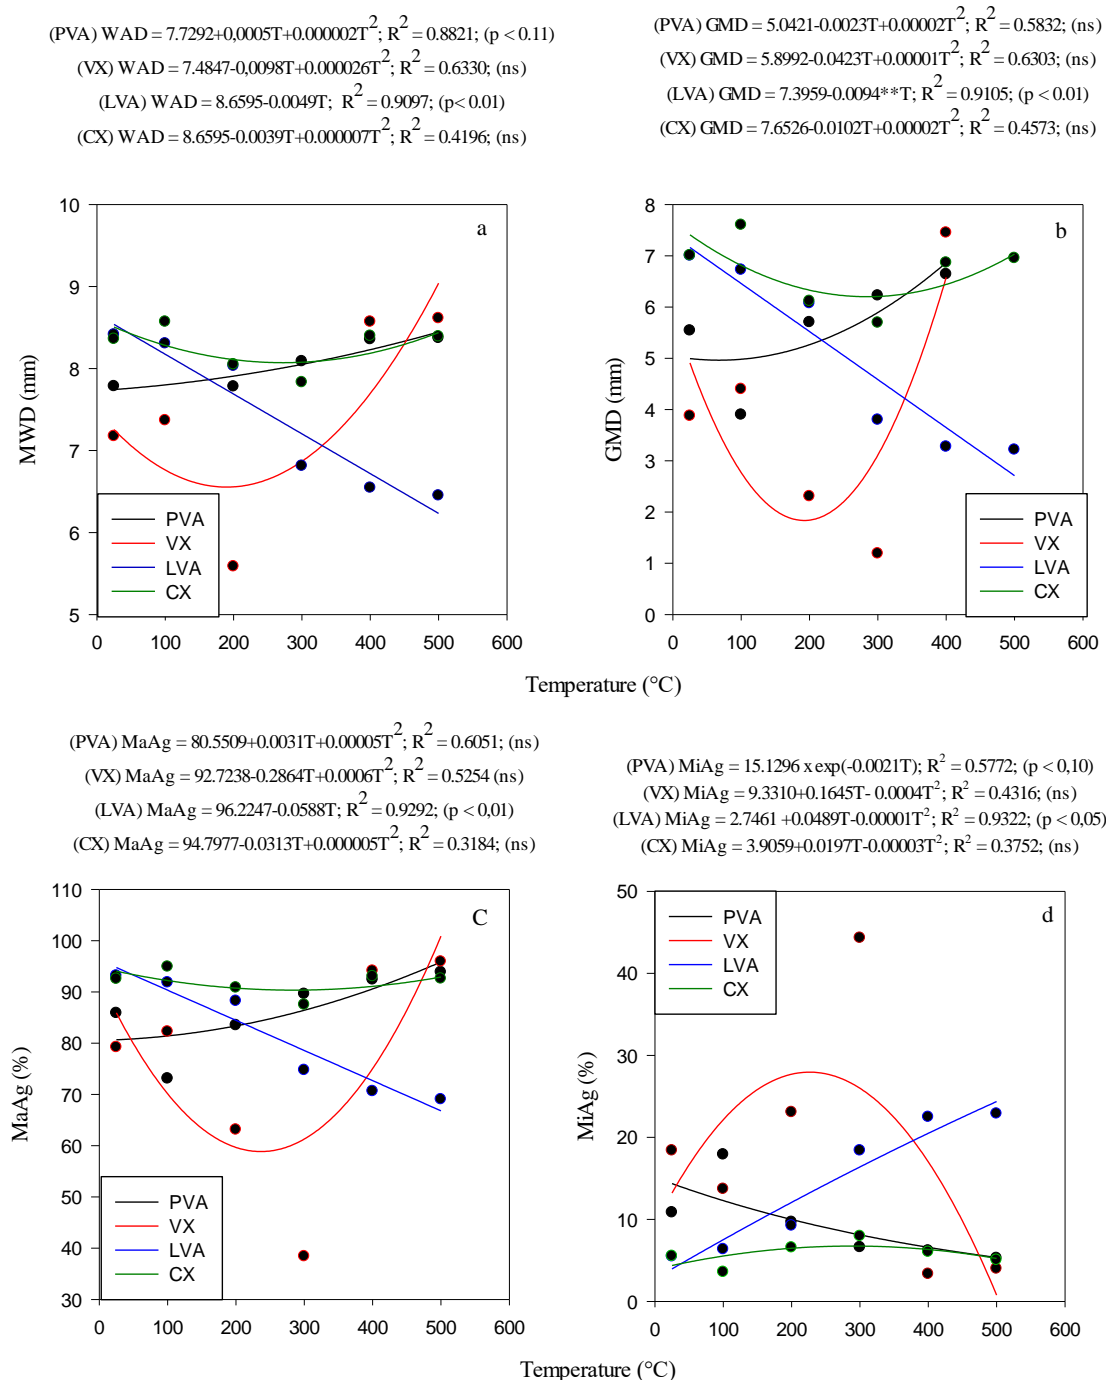 (PVA) WAD = 7.7292+0,0005T+0.000002T²; R² = 0.8821; (p < 0.11)
(VX) WAD = 7.4847-0,0098T+0.000026T²; R² = 0.6330; (ns)
(LVA) WAD = 8.6595-0.0049T; R² = 0.9097; (p< 0.01)
(CX) WAD = 8.6595-0.0039T+0.000007T²; R² = 0.4196; (ns)
(PVA) GMD = 5.0421-0.0023T+0.00002T²; R² = 0.5832; (ns)
(VX) GMD = 5.8992-0.0423T+0.00001T²; R² = 0.6303; (ns)
(LVA) GMD = 7.3959-0.0094**T; R² = 0.9105; (p < 0.01)
(CX) GMD = 7.6526-0.0102T+0.00002T²; R² = 0.4573; (ns)
a
MWD (mm)
10
9
8
7
6
5
PVA
VX
LVA
CX
0 100 200 300 400 500 600
b
GMD (mm)
8
7
6
5
4
3
2
1
0
PVA
VX
LVA
CX
0 100 200 300 400 500 600
Temperature (°C)
(PVA) MaAg = 80.5509+0.0031T+0.00005T²; R² = 0.6051; (ns)
(VX) MaAg = 92.7238-0.2864T+0.0006T²; R² = 0.5254 (ns)
(LVA) MaAg = 96.2247-0.0588T; R² = 0.9292; (p < 0,01)
(CX) MaAg = 94.7977-0.0313T+0.000005T²; R² = 0.3184; (ns)
(PVA) MiAg = 15.1296 x exp(-0.0021T); R² = 0.5772; (p < 0,10)
(VX) MiAg = 9.3310+0.1645T- 0.0004T²; R² = 0.4316; (ns)
(LVA) MiAg = 2.7461 +0.0489T-0.00001T²; R² = 0.9322; (p < 0,05)
(CX) MiAg = 3.9059+0.0197T-0.00003T²; R² = 0.3752; (ns)
C
MaAg (%)
110
100
90
80
70
60
50
40
30
PVA
VX
LVA
CX
0 100 200 300 400 500 600
d
MiAg (%)
50
40
30
20
10
0
PVA
VX
LVA
CX
0 100 200 300 400 500 600
Temperature (°C)